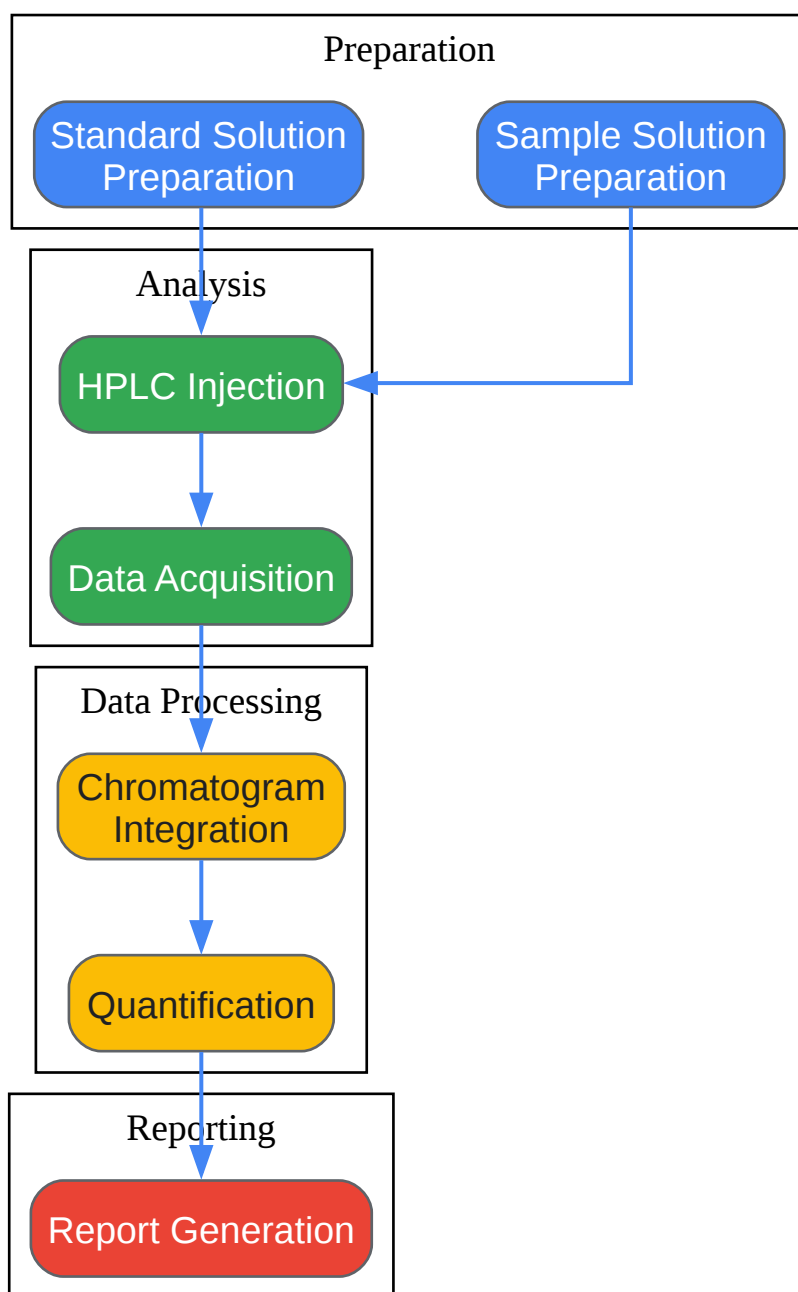 Preparation
Standard Solution
Preparation
Sample Solution
Preparation
Analysis
HPLC Injection
Data Acquisition
Data Processing
Chromatogram
Integration
Quantification
Reporting
Report Generation